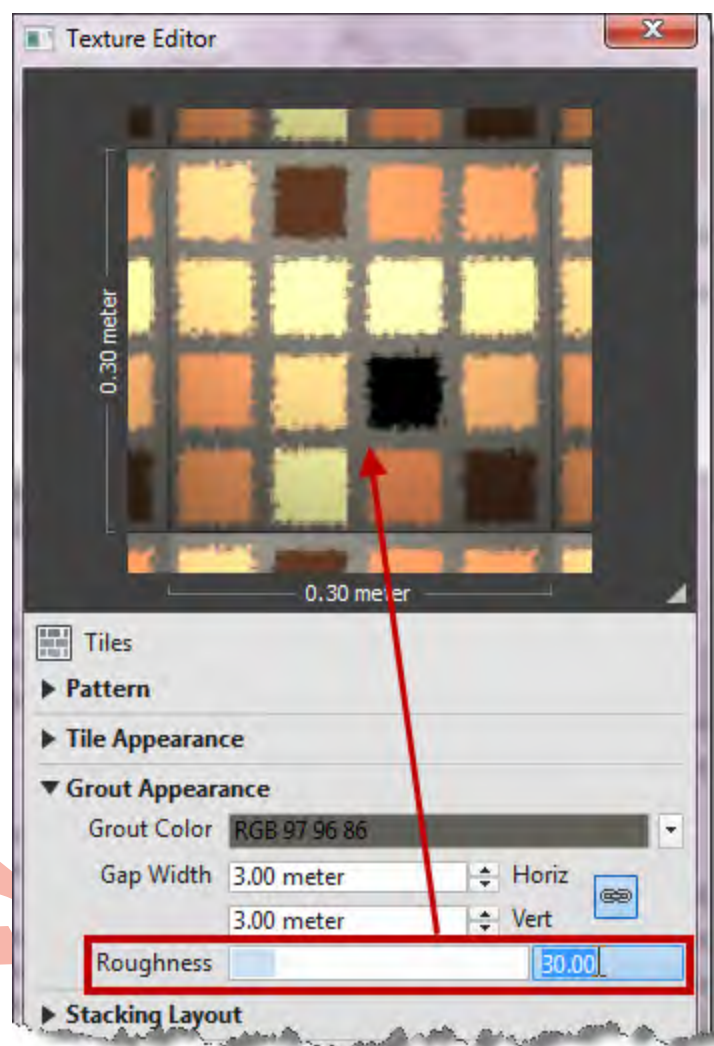 Texture Editor
0.30 meter
0.30 meter
Tiles
Pattern
Tile Appearance
Grout Appearance
Grout Color RGB 97 96 86
Gap Width 3.00 meter Horiz
3.00 meter Vert
Roughness 30.00
Stacking Layout